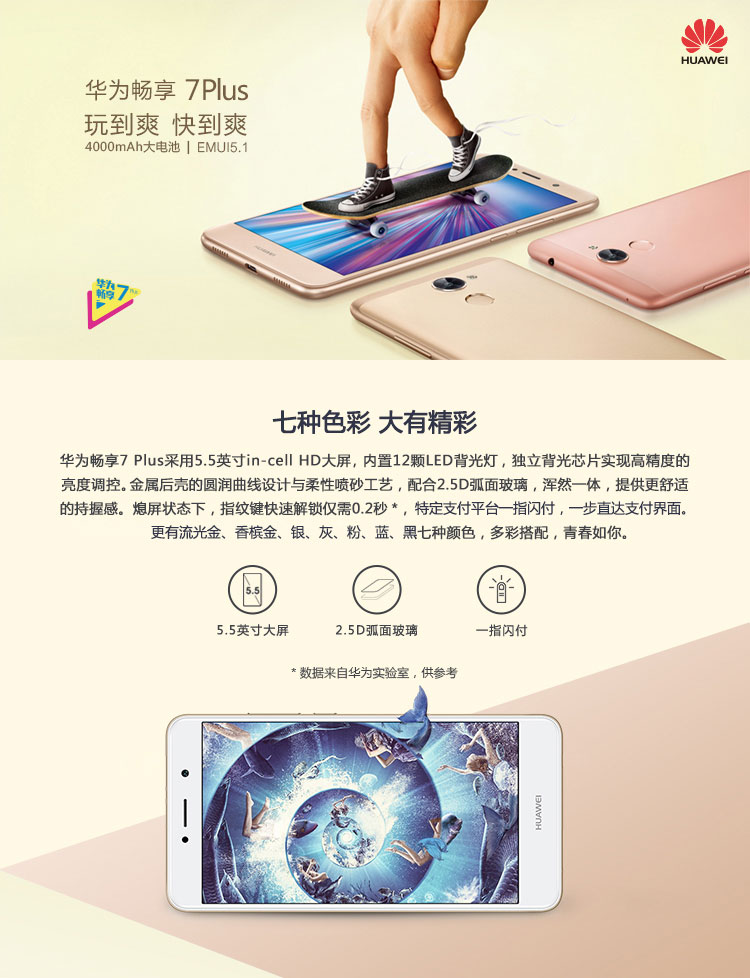 HUAWEI
华为畅享 7Plus
玩到爽 快到爽
4000mAh大电池 | EMUI5.1
HUAWEI
华为
畅享7
七种色彩 大有精彩
华为畅享7 Plus采用5.5英寸in-cell HD大屏，内置12颗LED背光灯，独立背光芯片实现高精度的
亮度调控。金属后壳的圆润曲线设计与柔性喷砂工艺，配合2.5D弧面玻璃，浑然一体，提供更舒适
的持握感。熄屏状态下，指纹键快速解锁仅需0.2秒*，特定支付平台一指闪付，一步直达支付界面。
更有流光金、香槟金、银、灰、粉、蓝、黑七种颜色，多彩搭配，青春如你。
5.5
5.5英寸大屏
2.5D弧面玻璃
一指闪付
* 数据来自华为实验室，供参考
HUAWEI